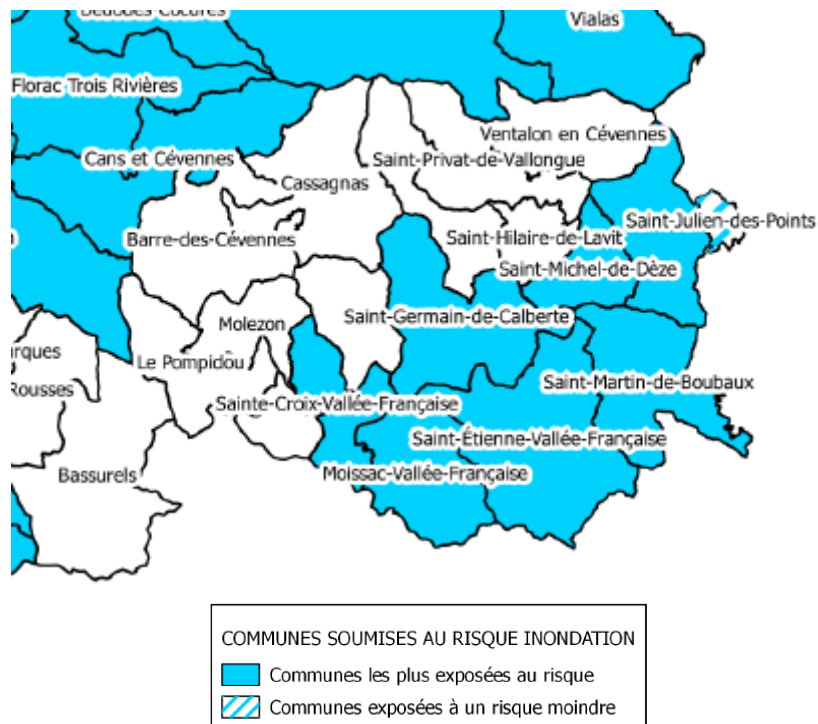 Vialas
Florac Trois Rivières
Ventalon en Cévennes
Cans et Cévennes
Saint-Privat-de-Vallongue
Cassagnas
Saint-Julien-des-Points
Barre-des-Cévennes
Saint-Hilaire-de-Lavit
Saint-Michel-de-Dèze
Molezon
Saint-Germain-de-Calberte
Le Pompidou
Saint-Martin-de-Boubaux
Rousses
Sainte-Croix-Vallée-Française
Saint-Étienne-Vallée-Française
Bassurels
Moissac-Vallée-Française
COMMUNES SOUMISES AU RISQUE INONDATION
Communes les plus exposées au risque
Communes exposées à un risque moindre